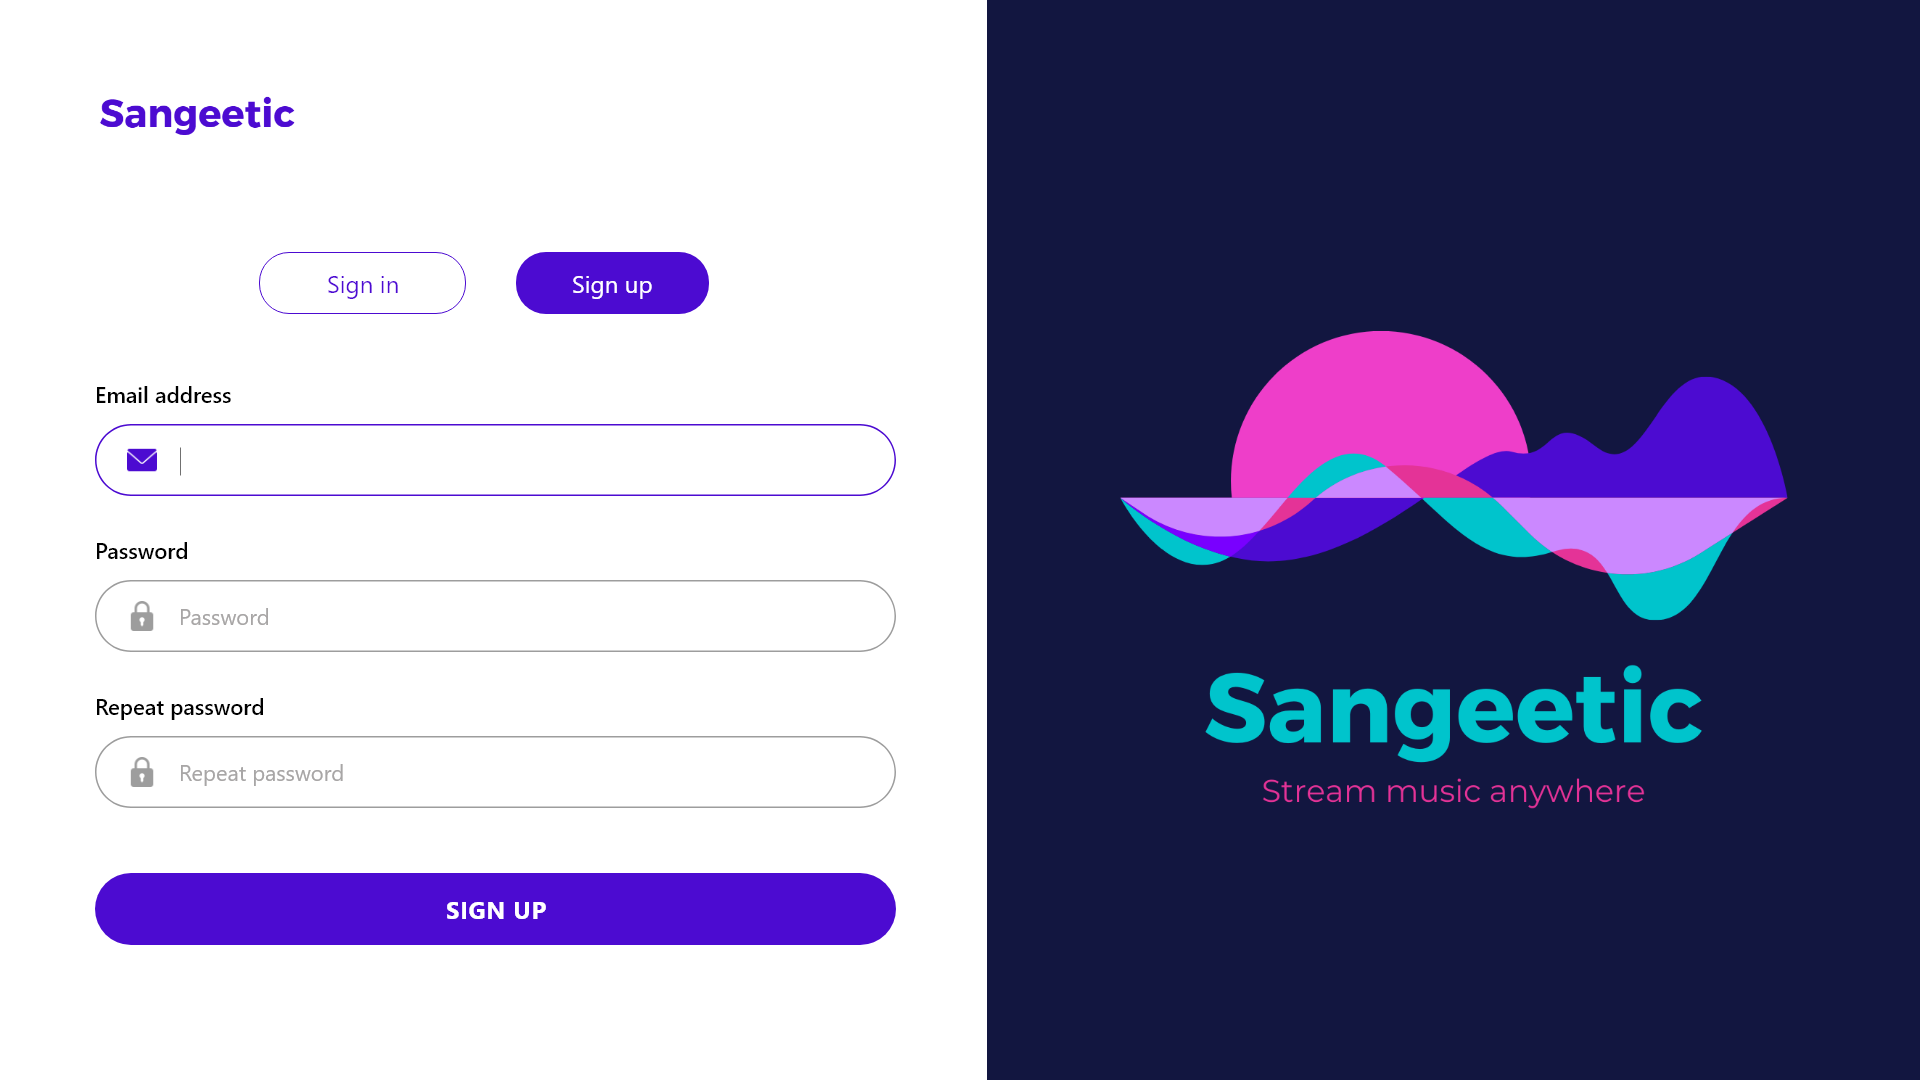 Sangeetic
Sign in
Sign up
Email address
Password
Password
Repeat password
Repeat password
SIGN UP
Sangeetic
Stream music anywhere